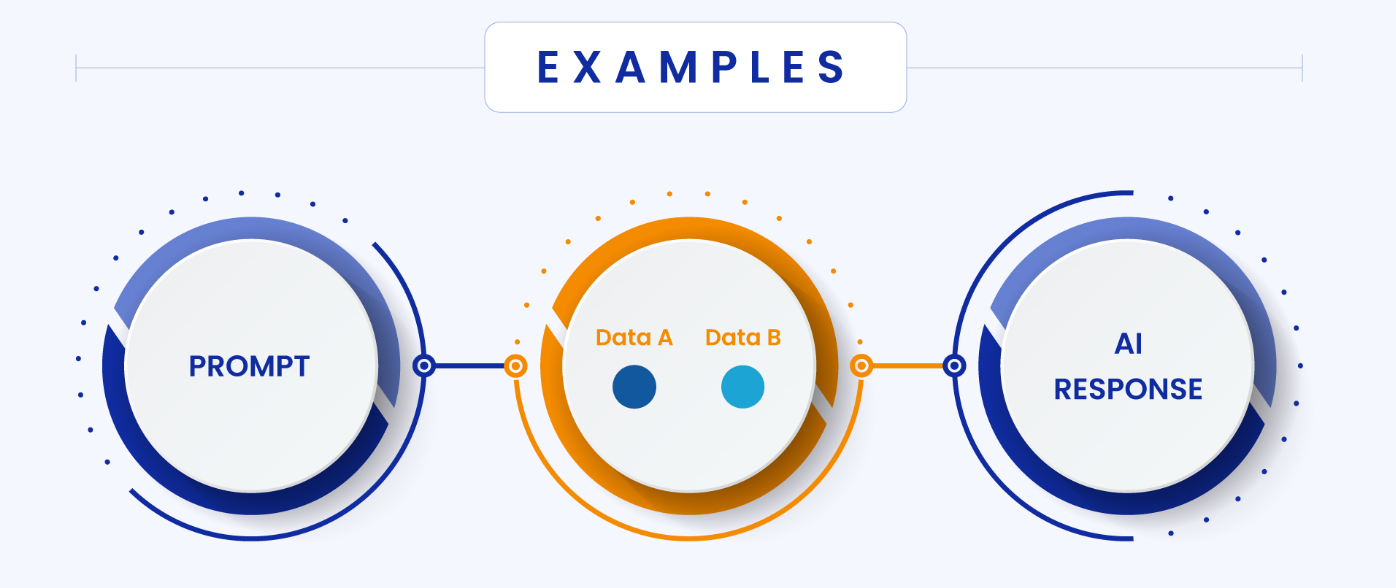 EXAMPLES
PROMPT
Data A
Data B
AI
RESPONSE